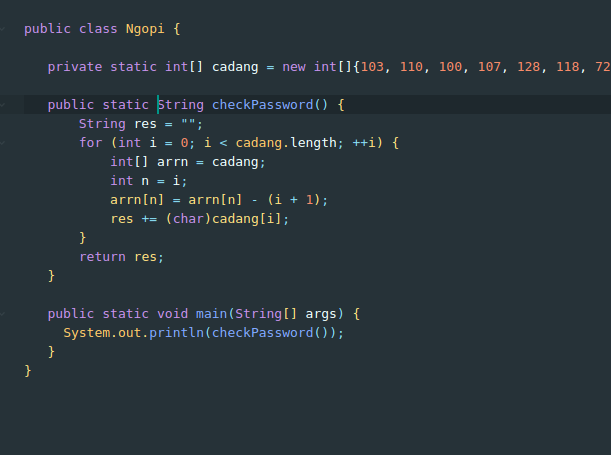 public class Ngopi {
private static int[] cadang = new int[]{103, 110, 100, 107, 128, 118, 72
public static String checkPassword() {
String res = "";
for (int i = 0; i < cadang.length; ++i) {
int[] arrn = cadang;
int n = i;
arrn[n] = arrn[n] - (i + 1);
res += (char)cadang[i];
}
return res;
}
public static void main(String[] args) {
System.out.println(checkPassword());
}
}